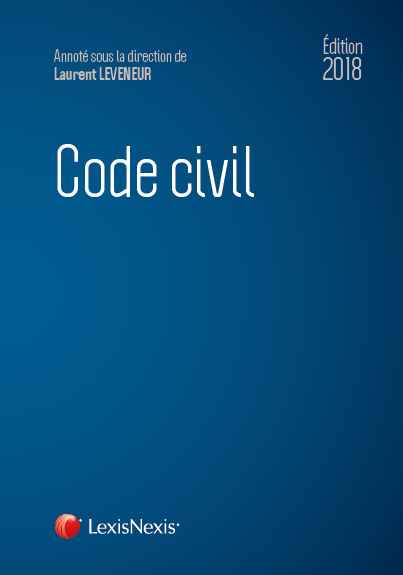 Annoté sous la direction de
Laurent LEVENEUR
Édition
2018
Code civil
LexisNexis